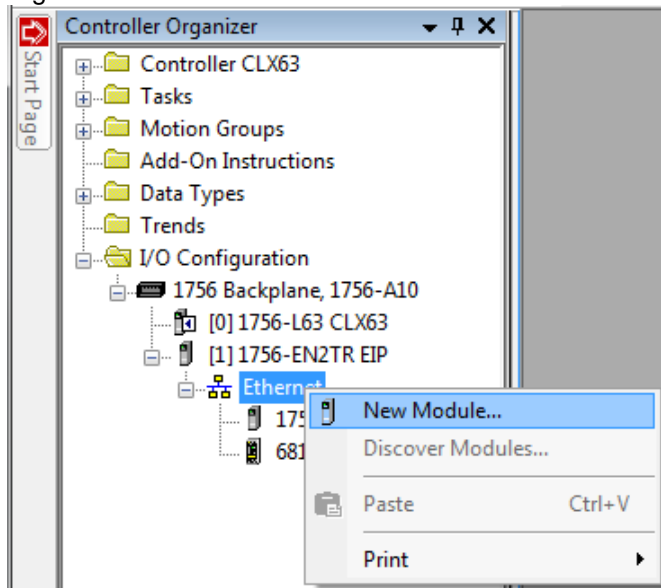 Controller Organizer
Start Page
Controller CLX63
Tasks
Motion Groups
Add-On Instructions
Data Types
Trends
I/O Configuration
1756 Backplane, 1756-A10
[0] 1756-L63 CLX63
[1] 1756-EN2TR EIP
Ethernet
New Module...
Discover Modules...
Paste Ctrl+V
Print